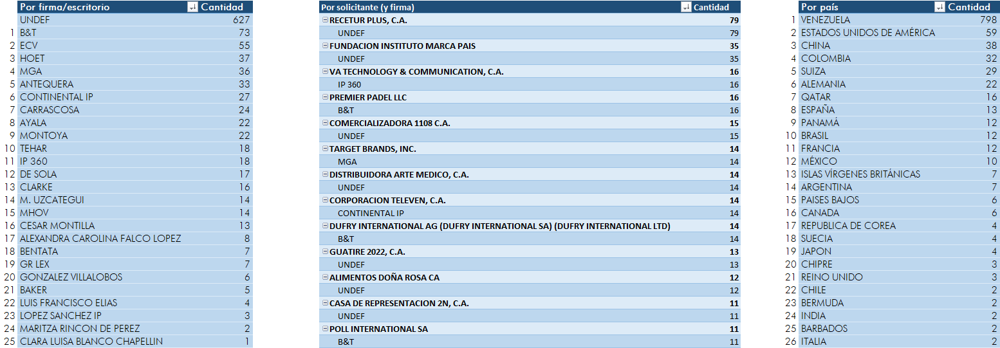 Por firma/escritorio Cantidad
UNDEF 627
1 B&T 73
2 ECV 55
3 HOET 37
4 MGA 36
5 ANTEQUERA 33
6 CONTINENTAL IP 27
7 CARRASCOSA 24
8 AYALA 22
9 MONTOYA 22
10 TEHAR 18
11 IP 360 18
12 DE SOLA 17
13 CLARKE 16
14 M. UZCATEGUI 14
15 MHOV 14
16 CESAR MONTILLA 13
17 ALEXANDRA CAROLINA FALCO LOPEZ 8
18 BENTATA 7
19 GR LEX 7
20 GONZALEZ VILLALOBOS 6
21 BAKER 5
22 LUIS FRANCISCO ELIAS 4
23 LOPEZ SANCHEZ IP 3
24 MARITZA RINCON DE PEREZ 2
25 CLARA LUISA BLANCO CHAPELLIN 1
Por solicitante (y firma) Cantidad
RECETUR PLUS, C.A. 79
UNDEF 79
FUNDACION INSTITUTO MARCA PAIS 35
UNDEF 35
VA TECHNOLOGY & COMMUNICATION, C.A. 16
IP 360 16
PREMIER PADEL LLC 16
B&T 16
COMERCIALIZADORA 1108 C.A. 15
UNDEF 15
TARGET BRANDS, INC. 14
MGA 14
DISTRIBUIDORA ARTE MEDICO, C.A. 14
UNDEF 14
CORPORACION TELEVEN, C.A. 14
CONTINENTAL IP 14
DUFRY INTERNATIONAL AG (DUFRY INTERNATIONAL SA) (DUFRY INTERNATIONAL LTD) 14
B&T 14
GUATIRE 2022, C.A. 13
UNDEF 13
ALIMENTOS DOÑA ROSA CA 12
UNDEF 12
CASA DE REPRESENTACION 2N, C.A. 11
UNDEF 11
POLL INTERNATIONAL SA 11
B&T 11
Por país Cantidad
1 VENEZUELA 798
2 ESTADOS UNIDOS DE AMÉRICA 59
3 CHINA 38
4 COLOMBIA 32
5 SUIZA 29
6 ALEMANIA 22
7 QATAR 16
8 ESPAÑA 13
9 PANAMÁ 12
10 BRASIL 12
11 FRANCIA 12
12 MÉXICO 10
13 ISLAS VÍRGENES BRITÁNICAS 7
14 ARGENTINA 7
15 PAISES BAJOS 6
16 CANADA 6
17 REPUBLICA DE COREA 4
18 SUECIA 4
19 JAPON 4
20 CHIPRE 3
21 REINO UNIDO 3
22 CHILE 2
23 BERMUDA 2
24 INDIA 2
25 BARBADOS 2
26 ITALIA 2